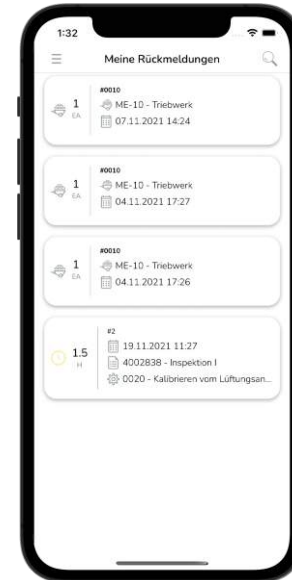 1:32
Meine Rückmeldungen
#0010
1 ME-10 - Triebwerk
EA 07.11.2021 14:24
#0010
1 ME-10 - Triebwerk
EA 04.11.2021 17:27
#0010
1 ME-10 - Triebwerk
EA 04.11.2021 17:26
#2
19.11.2021 11:27
1.5 4002838 - Inspektion I
H 0020 - Kalibrieren vom Lüftungsan...